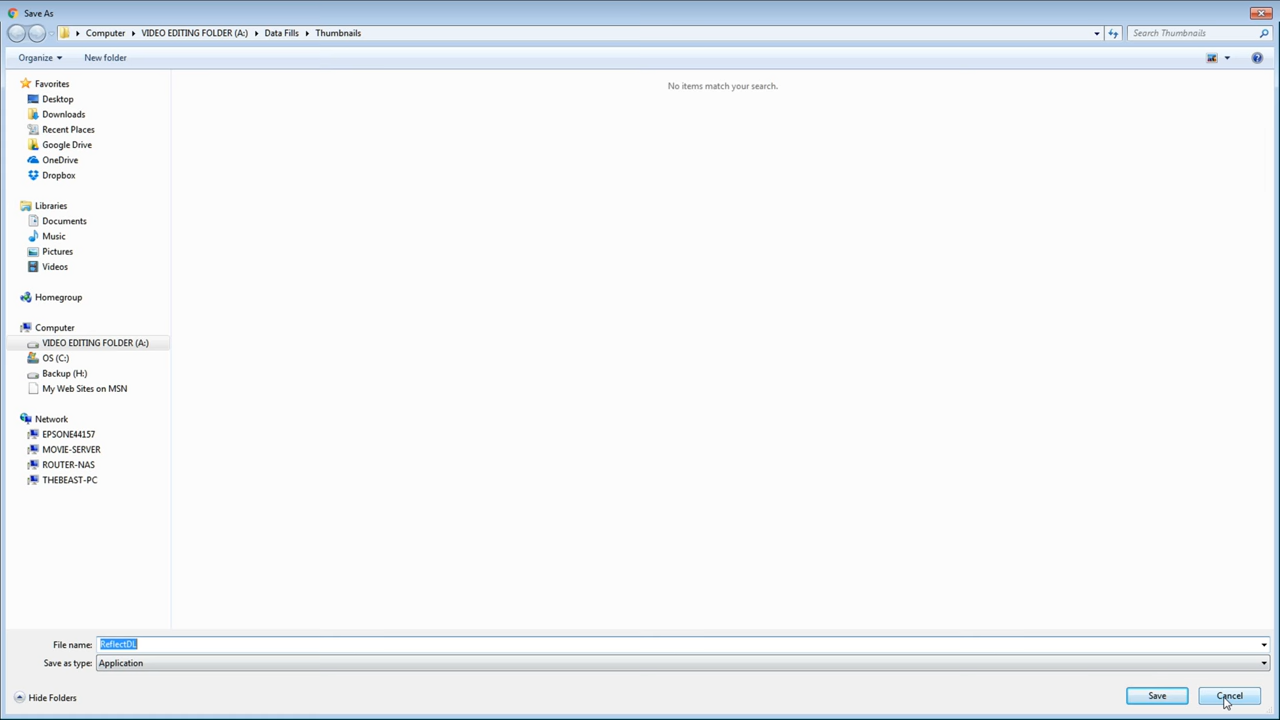 Save As
Computer VIDEO EDITING FOLDER (A:) Data Fills Thumbnails
Search Thumbnails
Organize New folder
Favorites
Desktop
Downloads
Recent Places
Google Drive
OneDrive
Dropbox
Libraries
Documents
Music
Pictures
Videos
Homegroup
Computer
VIDEO EDITING FOLDER (A:)
OS (C:)
Backup (H:)
My Web Sites on MSN
Network
EPSONE44157
MOVIE-SERVER
ROUTER-NAS
THEBEAST-PC
No items match your search.
File name: ReflectDL
Save as type: Application
Hide Folders
Save Cancel